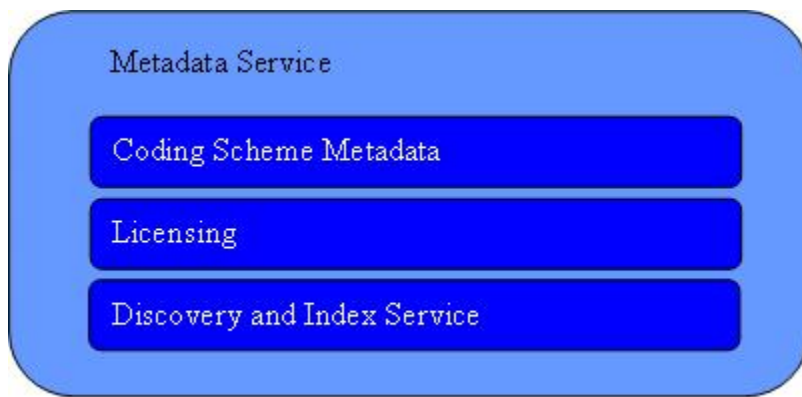 Metadata Service
Coding Scheme Metadata
Licensing
Discovery and Index Service